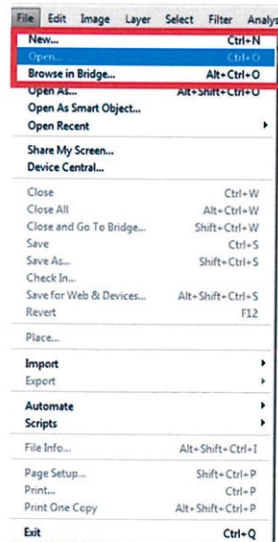 File Edit Image Layer Select Filter Analys
New... Ctrl+N
Open... Ctrl+O
Browse in Bridge... Alt+Ctrl+O
Open As... Alt+Shift+Ctrl+O
Open As Smart Object...
Open Recent
Share My Screen...
Device Central...
Close Ctrl+W
Close All Alt+Ctrl+W
Close and Go To Bridge... Shift+Ctrl+W
Save Ctrl+S
Save As... Shift+Ctrl+S
Check In...
Save for Web & Devices... Alt+Shift+Ctrl+S
Revert F12
Place...
Import
Export
Automate
Scripts
File Info... Alt+Shift+Ctrl+I
Page Setup... Shift+Ctrl+P
Print... Ctrl+P
Print One Copy Alt+Shift+Ctrl+P
Exit Ctrl+Q